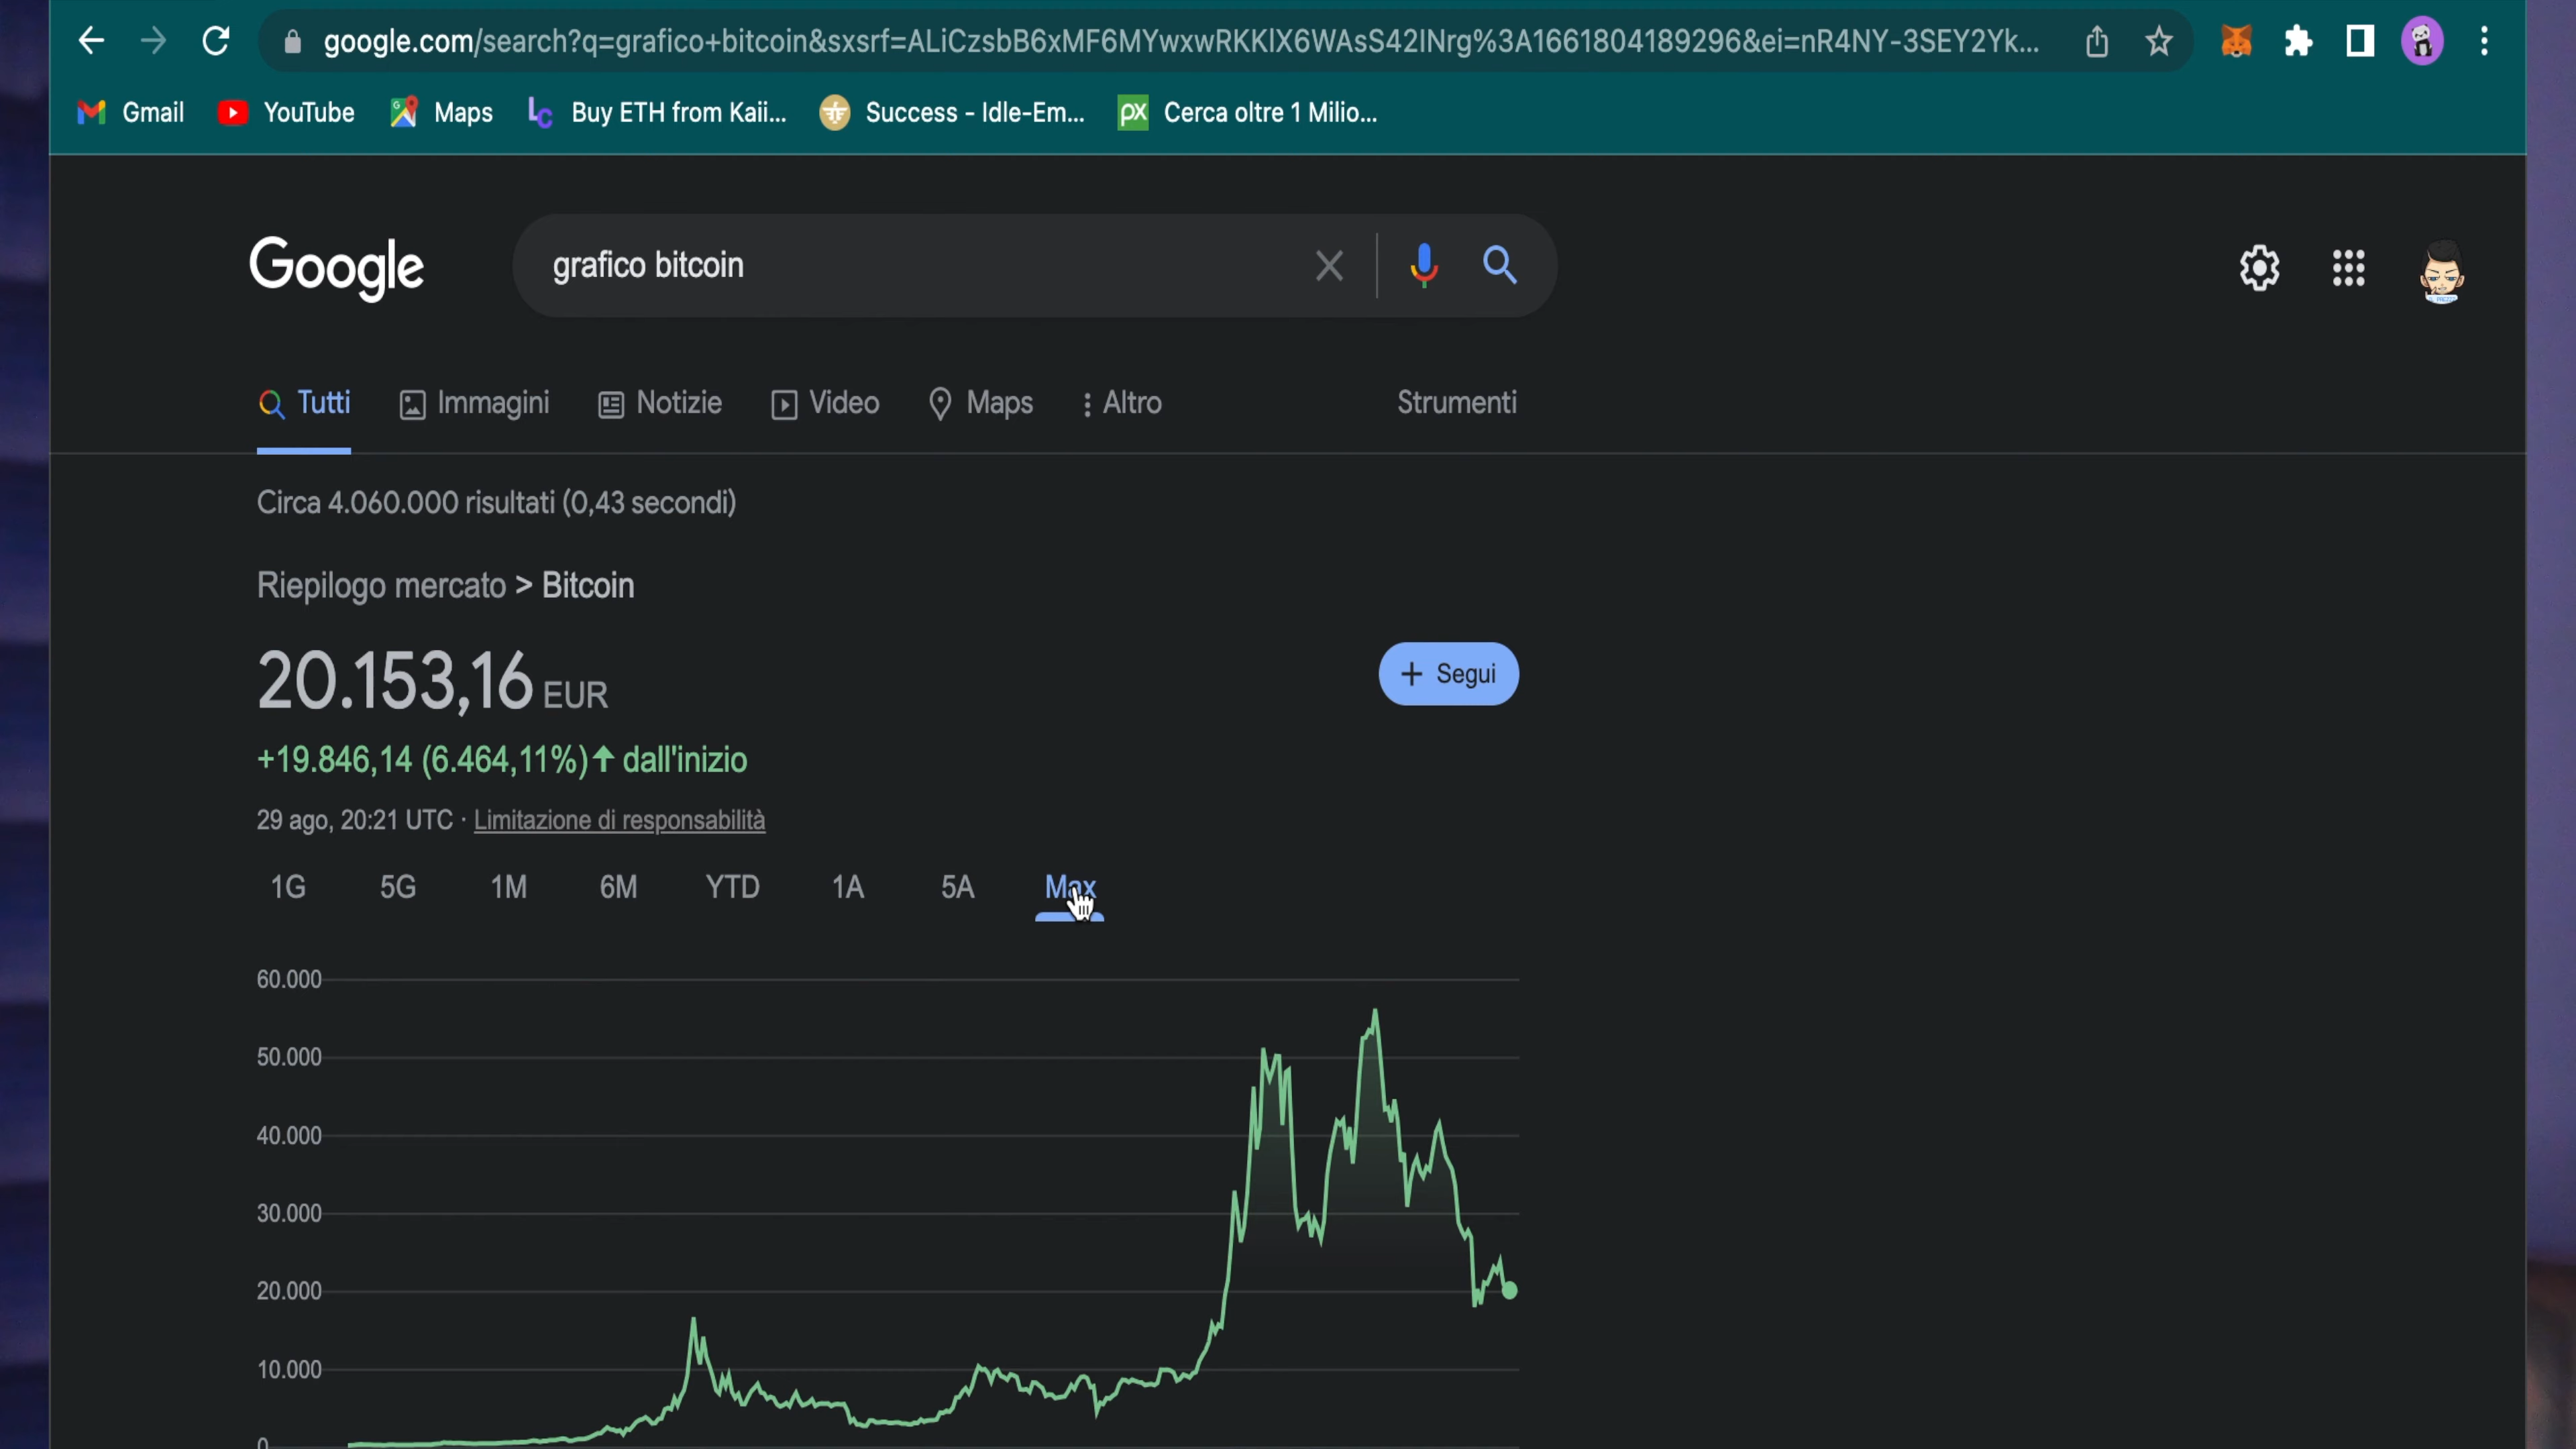 google.com/search?q=grafico+bitcoin&sxsrf=ALiCzsbB6xMF6MYwxwRKKlX6WAsS42INrg%3A1661804189296&ei=nR4NY-3SEY2Yk...
Gmail YouTube Maps Buy ETH from Kaii... Success - Idle-Em... Cerca oltre 1 Milio...
Google grafico bitcoin
Tutti Immagini Notizie Video Maps Altro Strumenti
Circa 4.060.000 risultati (0,43 secondi)
Riepilogo mercato > Bitcoin
20.153,16 EUR
+ Segui
+19.846,14 (6.464,11%) dall'inizio
29 ago, 20:21 UTC · Limitazione di responsabilità
1G 5G 1M 6M YTD 1A 5A Max
60.000
50.000
40.000
30.000
20.000
10.000
0